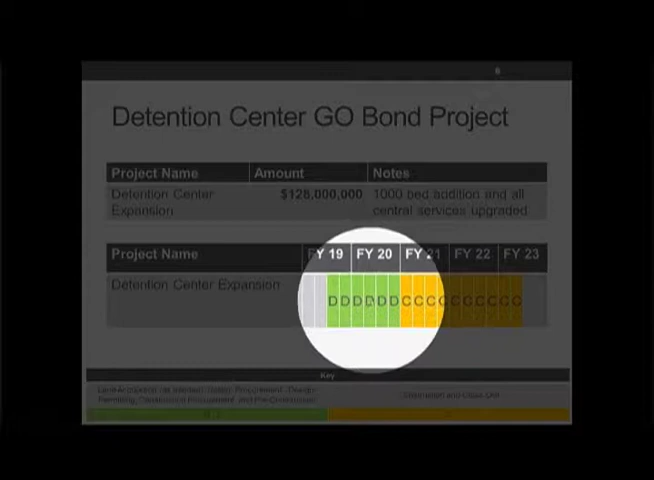 Detention Center GO Bond Project
Project Name Amount Notes
Detention Center $128,000,000 1000 bed addition and all
Expansion central services upgraded
Project Name FY 19 FY 20 FY 21 FY 22 FY 23
Detention Center Expansion DDDDDDCCCCCCCCCC
Key
Construction and Close-Out